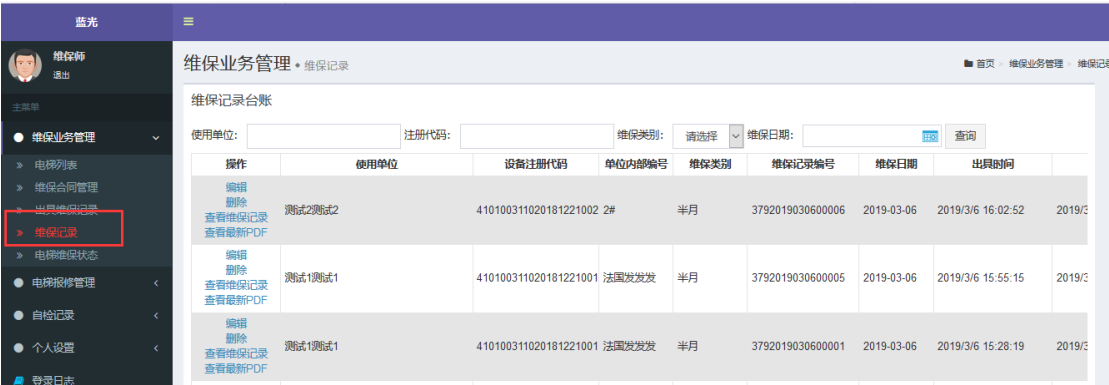 蓝光
维保师
退出
主菜单
维保业务管理
电梯列表
维保合同管理
出具维保记录
维保记录
电梯维保状态
电梯报修管理
自检记录
个人设置
登录日志
维保业务管理 • 维保记录
首页 > 维保业务管理 > 维保记录
维保记录台账
使用单位: 注册代码: 维保类别: 请选择 维保日期: 查询
操作 使用单位 设备注册代码 单位内部编号 维保类别 维保记录编号 维保日期 出具时间
编辑
删除
查看维保记录
查看最新PDF
测试2测试2 410100311020181221002 2# 半月 3792019030600006 2019-03-06 2019/3/6 16:02:52 2019/3
编辑
删除
查看维保记录
查看最新PDF
测试1测试1 410100311020181221001 法国发发发 半月 3792019030600005 2019-03-06 2019/3/6 15:55:15 2019/3
编辑
删除
查看维保记录
查看最新PDF
测试1测试1 410100311020181221001 法国发发发 半月 3792019030600001 2019-03-06 2019/3/6 15:28:19 2019/3